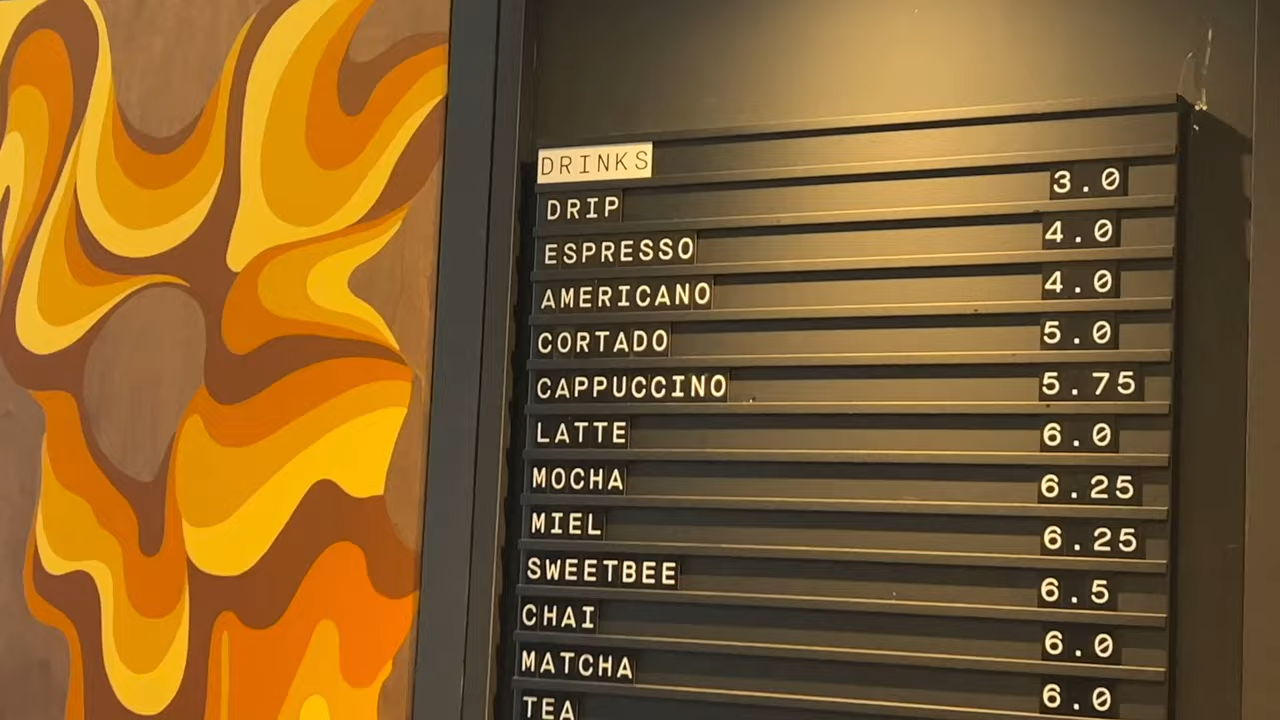 DRINKS
DRIP 3.0
ESPRESSO 4.0
AMERICANO 4.0
CORTADO 5.0
CAPPUCCINO 5.75
LATTE 6.0
MOCHA 6.25
MIEL 6.25
SWEETBEE 6.5
CHAI 6.0
MATCHA 6.0
TEA